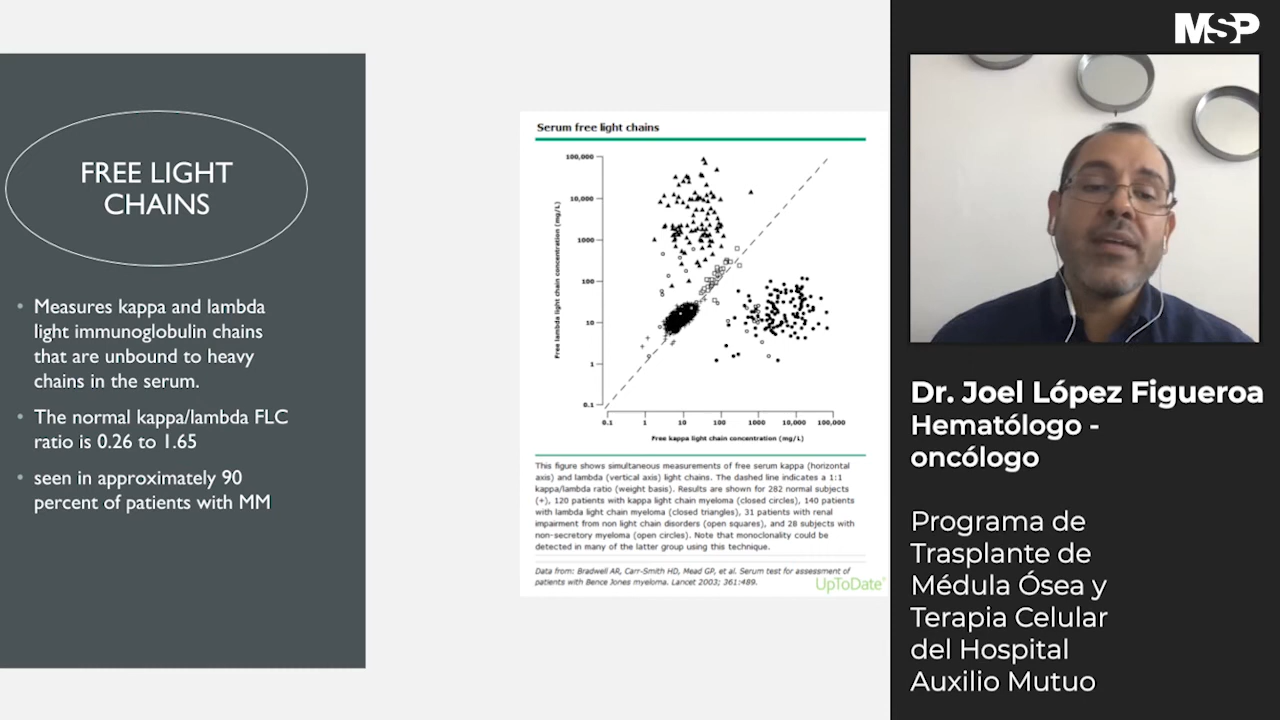 MSP
FREE LIGHT
CHAINS
• Measures kappa and lambda
light immunoglobulin chains
that are unbound to heavy
chains in the serum.
• The normal kappa/lambda FLC
ratio is 0.26 to 1.65
• seen in approximately 90
percent of patients with MM
Serum free light chains
100,000
10,000
1000
100
10
1
0.1
Free lambda light chain concentration (mg/L)
0.1 1 10 100 1000 10,000 100,000
Free kappa light chain concentration (mg/L)
This figure shows simultaneous measurements of free serum kappa (horizontal
axis) and lambda (vertical axis) light chains. The dashed line indicates a 1:1
kappa/lambda ratio (weight basis). Results are shown for 282 normal subjects
(+), 120 patients with kappa light chain myeloma (closed circles), 140 patients
with lambda light chain myeloma (closed triangles), 31 patients with renal
impairment from non light chain disorders (open squares), and 28 subjects with
non-secretory myeloma (open circles). Note that monoclonality could be
detected in many of the latter group using this technique.
Data from: Bradwell AR, Carr-Smith HD, Mead GP, et al. Serum test for assessment of
patients with Bence Jones myeloma. Lancet 2003; 361:489.
UpToDate®
Dr. Joel López Figueroa
Hematólogo -
oncólogo
Programa de
Trasplante de
Médula Ósea y
Terapia Celular
del Hospital
Auxilio Mutuo